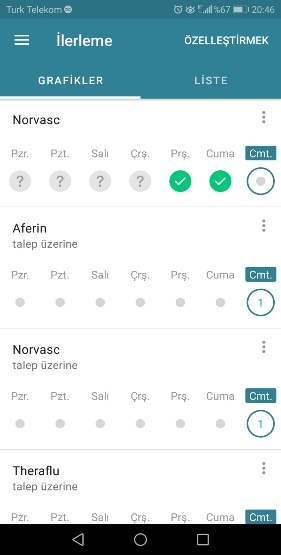 Turk Telekom %67 20:46
İlerleme ÖZELLEŞTİRMEK
GRAFİKLER LİSTE
Norvasc
Pzr. Pzt. Salı Çrş. Prş. Cuma Cmt.
? ? ? ?
Aferin
talep üzerine
Pzr. Pzt. Salı Çrş. Prş. Cuma Cmt.
1
Norvasc
talep üzerine
Pzr. Pzt. Salı Çrş. Prş. Cuma Cmt.
1
Theraflu
talep üzerine
Pzr. Pzt. Salı Çrş. Prş. Cuma Cmt.